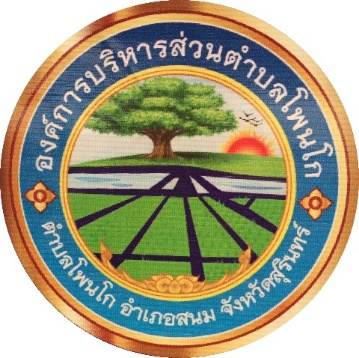 องค์การบริหารส่วนตำบลโพนโก
ตำบลโพนโก อำเภอสนม จังหวัดสุรินทร์